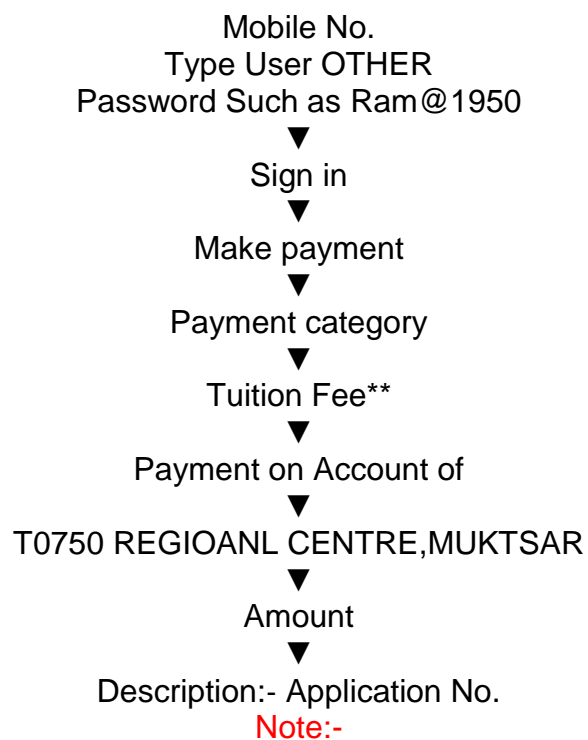 Mobile No.
Type User OTHER
Password Such as Ram@1950
▼
Sign in
▼
Make payment
▼
Payment category
▼
Tuition Fee**
▼
Payment on Account of
▼
T0750 REGIOANL CENTRE,MUKTSAR
▼
Amount
▼
Description:- Application No.
Note:-